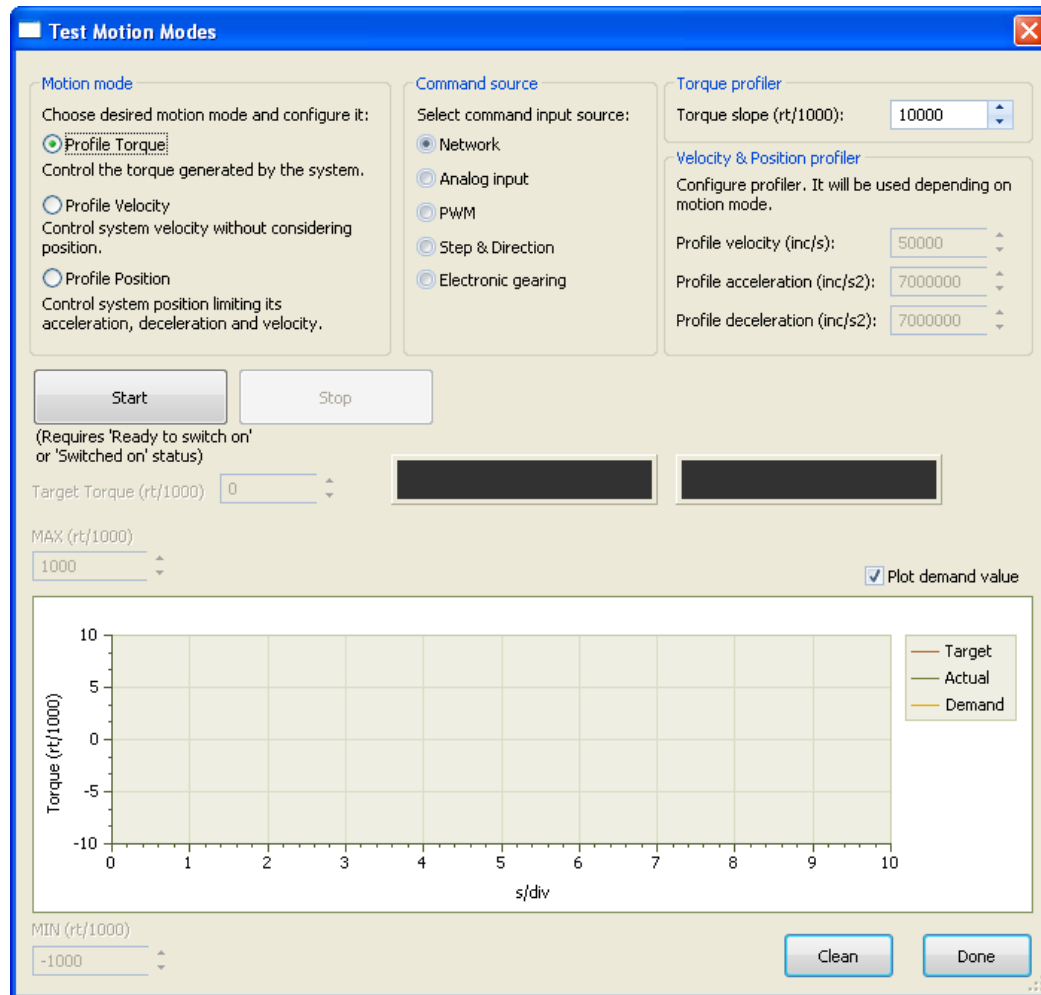 Test Motion Modes
Motion mode
Choose desired motion mode and configure it:
Profile Torque
Control the torque generated by the system.
Profile Velocity
Control system velocity without considering
position.
Profile Position
Control system position limiting its
acceleration, deceleration and velocity.
Command source
Select command input source:
Network
Analog input
PWM
Step & Direction
Electronic gearing
Torque profiler
Torque slope (rt/1000): 10000
Velocity & Position profiler
Configure profiler. It will be used depending on
motion mode.
Profile velocity (inc/s): 50000
Profile acceleration (inc/s2): 7000000
Profile deceleration (inc/s2): 7000000
Start
Stop
(Requires 'Ready to switch on'
or 'Switched on' status)
Target Torque (rt/1000) 0
MAX (rt/1000)
1000
Plot demand value
Torque (rt/1000)
10
5
0
-5
-10
0 1 2 3 4 5 6 7 8 9 10
s/div
Target
Actual
Demand
MIN (rt/1000)
-1000
Clean
Done